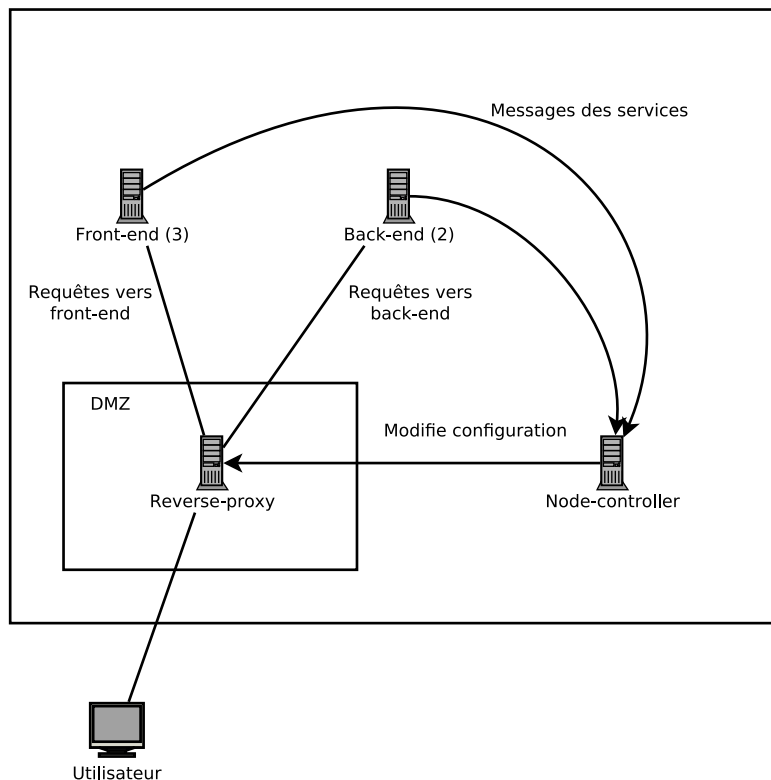 Messages des services
Front-end (3)
Back-end (2)
Requêtes vers
front-end
Requêtes vers
back-end
DMZ
Modifie configuration
Reverse-proxy
Node-controller
Utilisateur